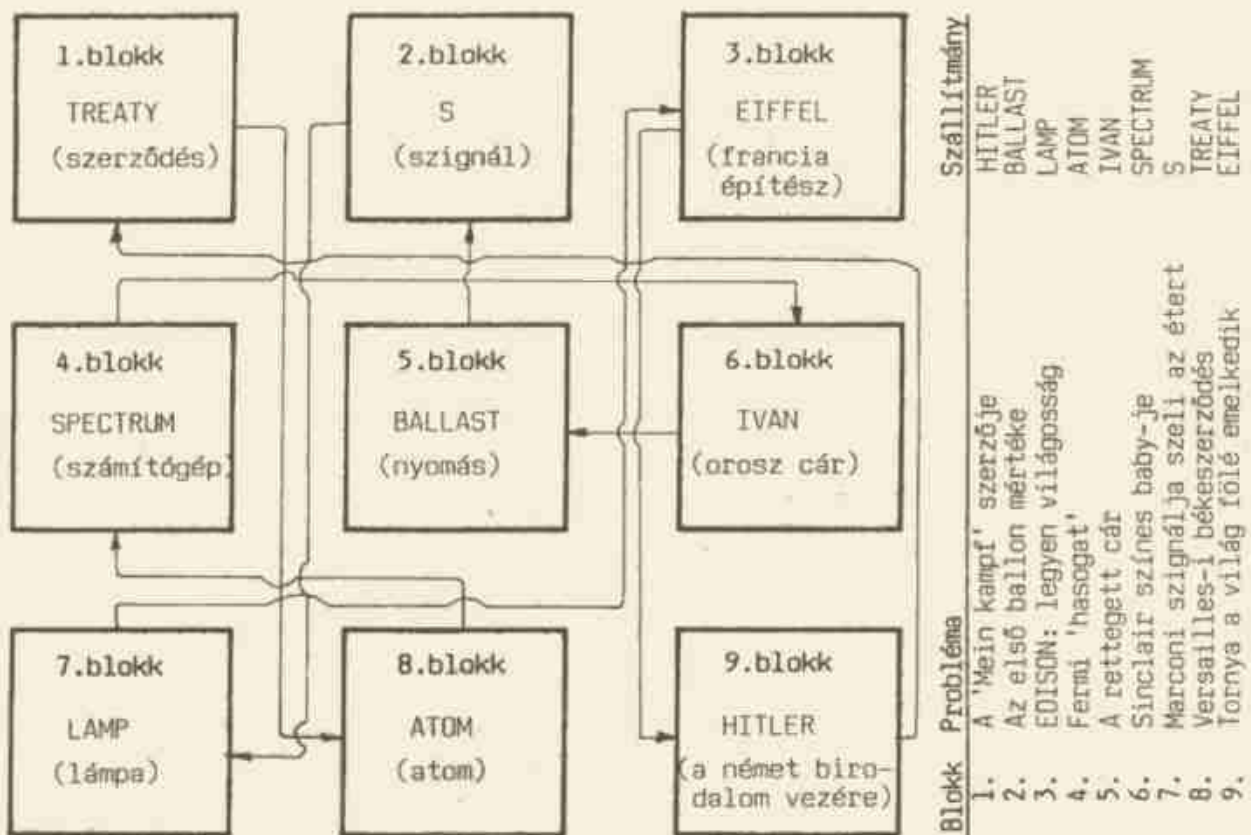 1.blokk
TREATY
(szerződés)
2.blokk
S
(szignál)
3.blokk
EIFFEL
(francia
építész)
4.blokk
SPECTRUM
(számítógép)
5.blokk
BALLAST
(nyomás)
6.blokk
IVAN
(orosz cár)
7.blokk
LAMP
(lámpa)
8.blokk
ATOM
(atom)
9.blokk
HITLER
(a német biro-
dalom vezére)
Blokk Probléma Szállítmány
1. A 'Mein kampf' szerzője HITLER
2. Az első ballon mértéke BALLAST
3. EDISON: legyen világosság LAMP
4. Fermi 'hasogat' ATOM
5. A rettegett cár IVAN
6. Sinclair színes baby-je SPECTRUM
7. Marconi szignálja szeli az étert S
8. Versailles-i békeszerződés TREATY
9. Tornya a világ fölé emelkedik EIFFEL